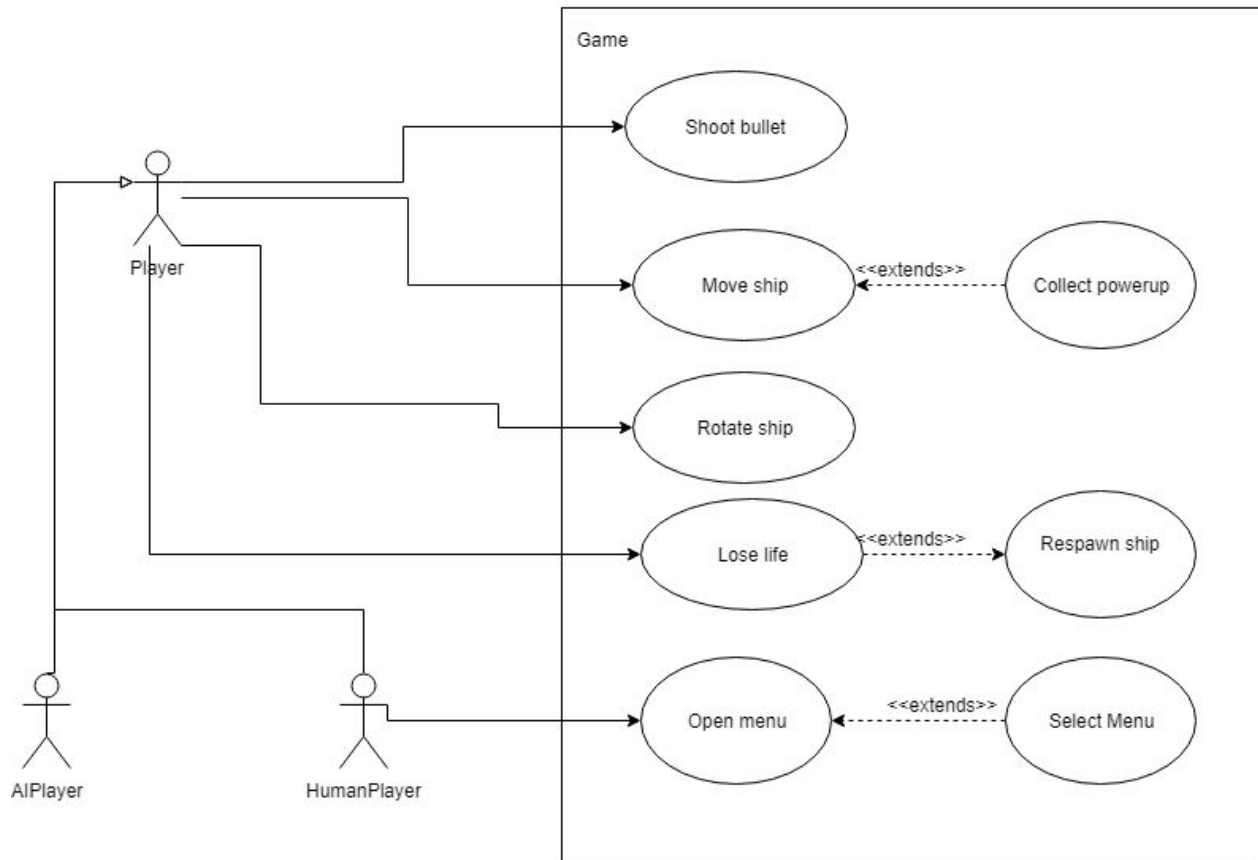 Game
Shoot bullet
Player
Move ship
<<extends>>
Collect powerup
Rotate ship
Lose life
<<extends>>
Respawn ship
AIPlayer
HumanPlayer
Open menu
<<extends>>
Select Menu